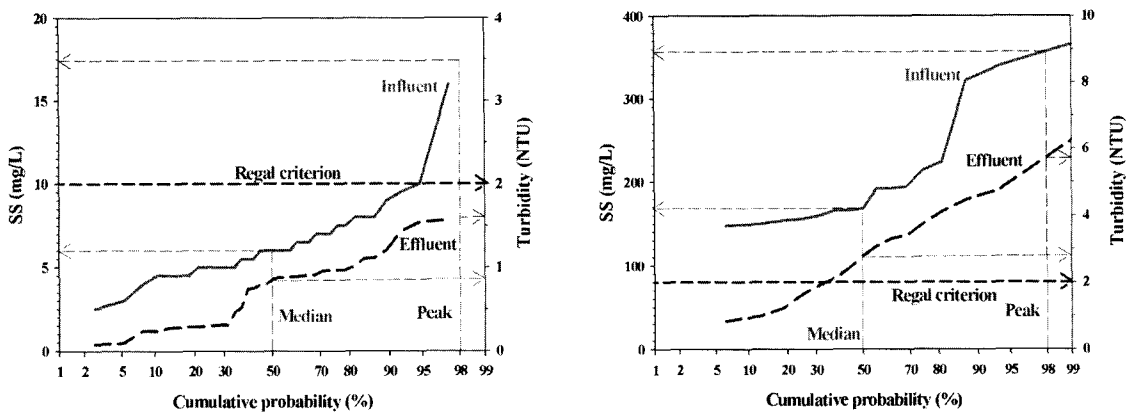 20
15
10
5
0
SS (mg/L)
4
3
2
1
0
Turbidity (NTU)
Influent
Regal criterion
Effluent
Median
Peak
1 2 5 10 20 30 50 70 80 90 95 98 99
Cumulative probability (%)
400
300
200
100
0
SS (mg/L)
10
8
6
4
2
0
Turbidity (NTU)
Influent
Effluent
Regal criterion
Median
Peak
1 2 5 10 20 30 50 70 80 90 95 98 99
Cumulative probability (%)